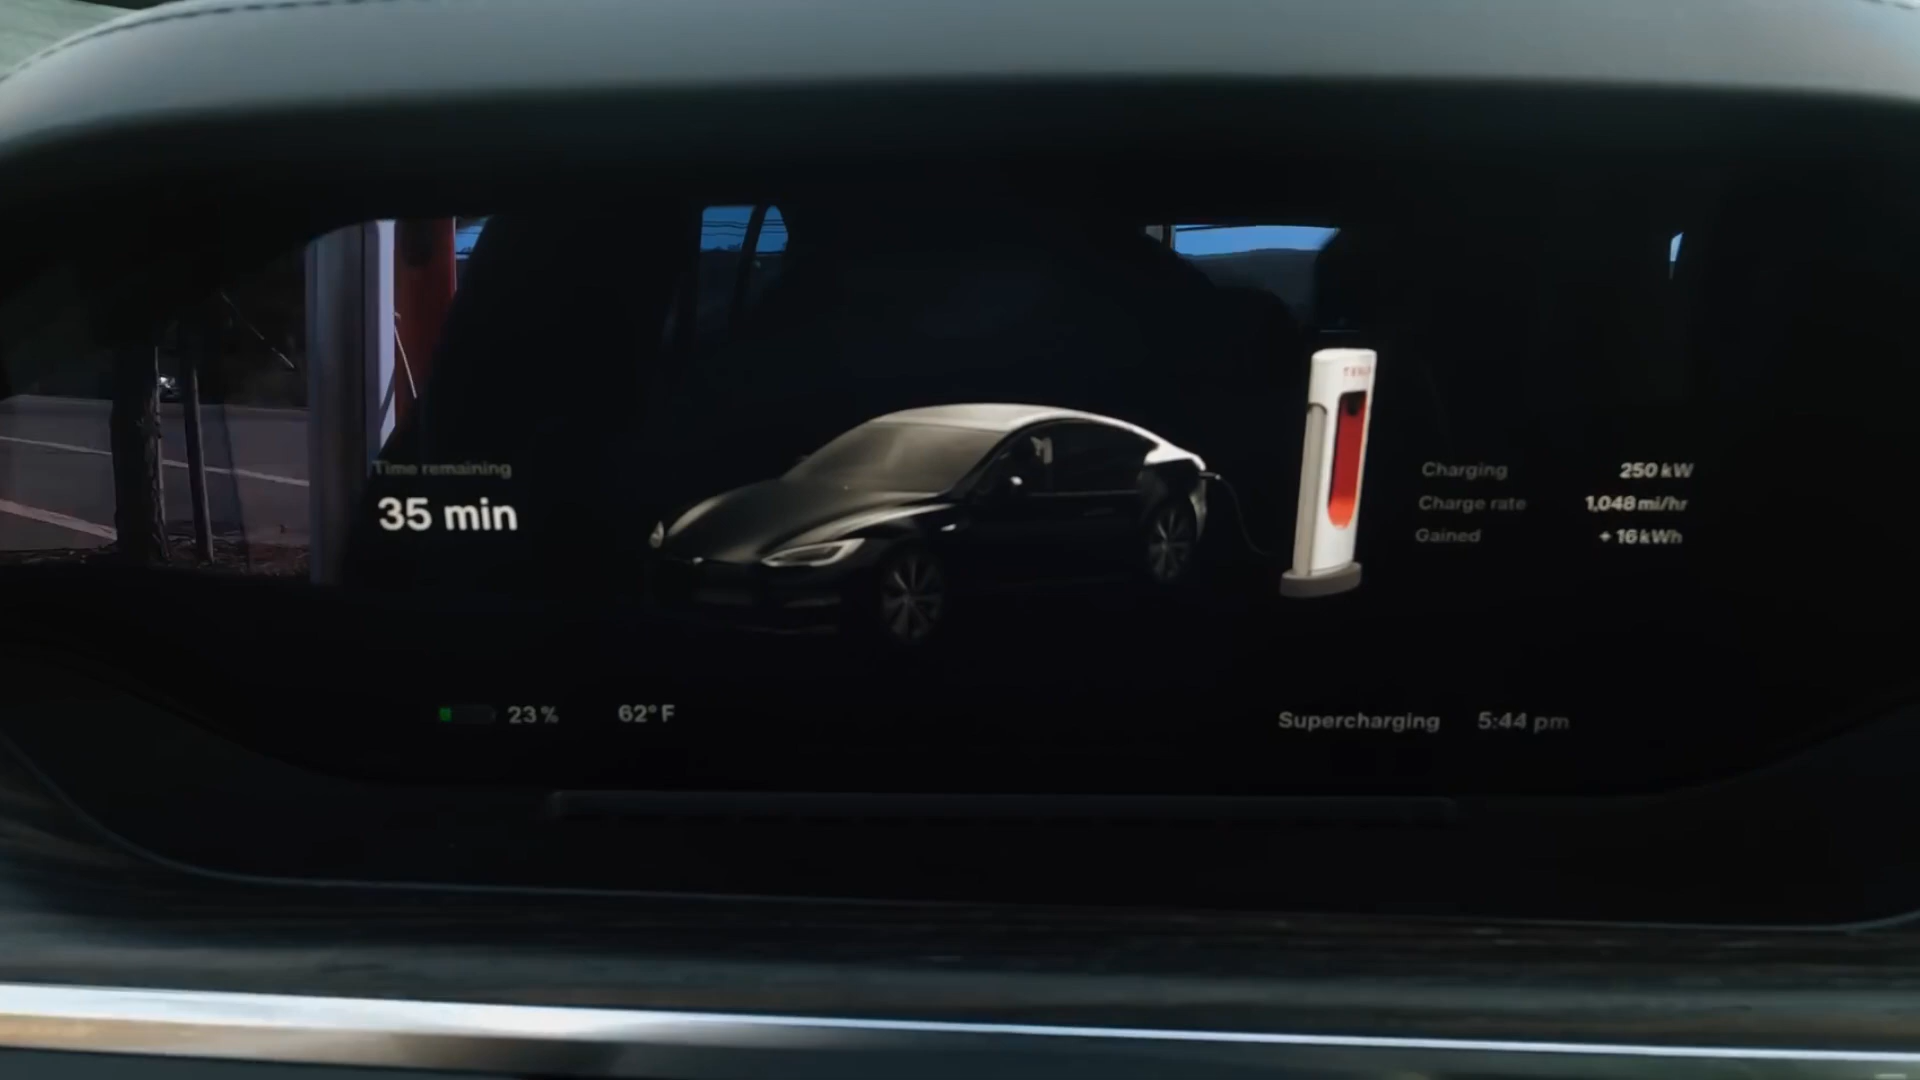 Time remaining
35 min
TESLA
Charging 250 kW
Charge rate 1,048 mi/hr
Gained + 16 kWh
23 % 62° F
Supercharging 5:44 pm